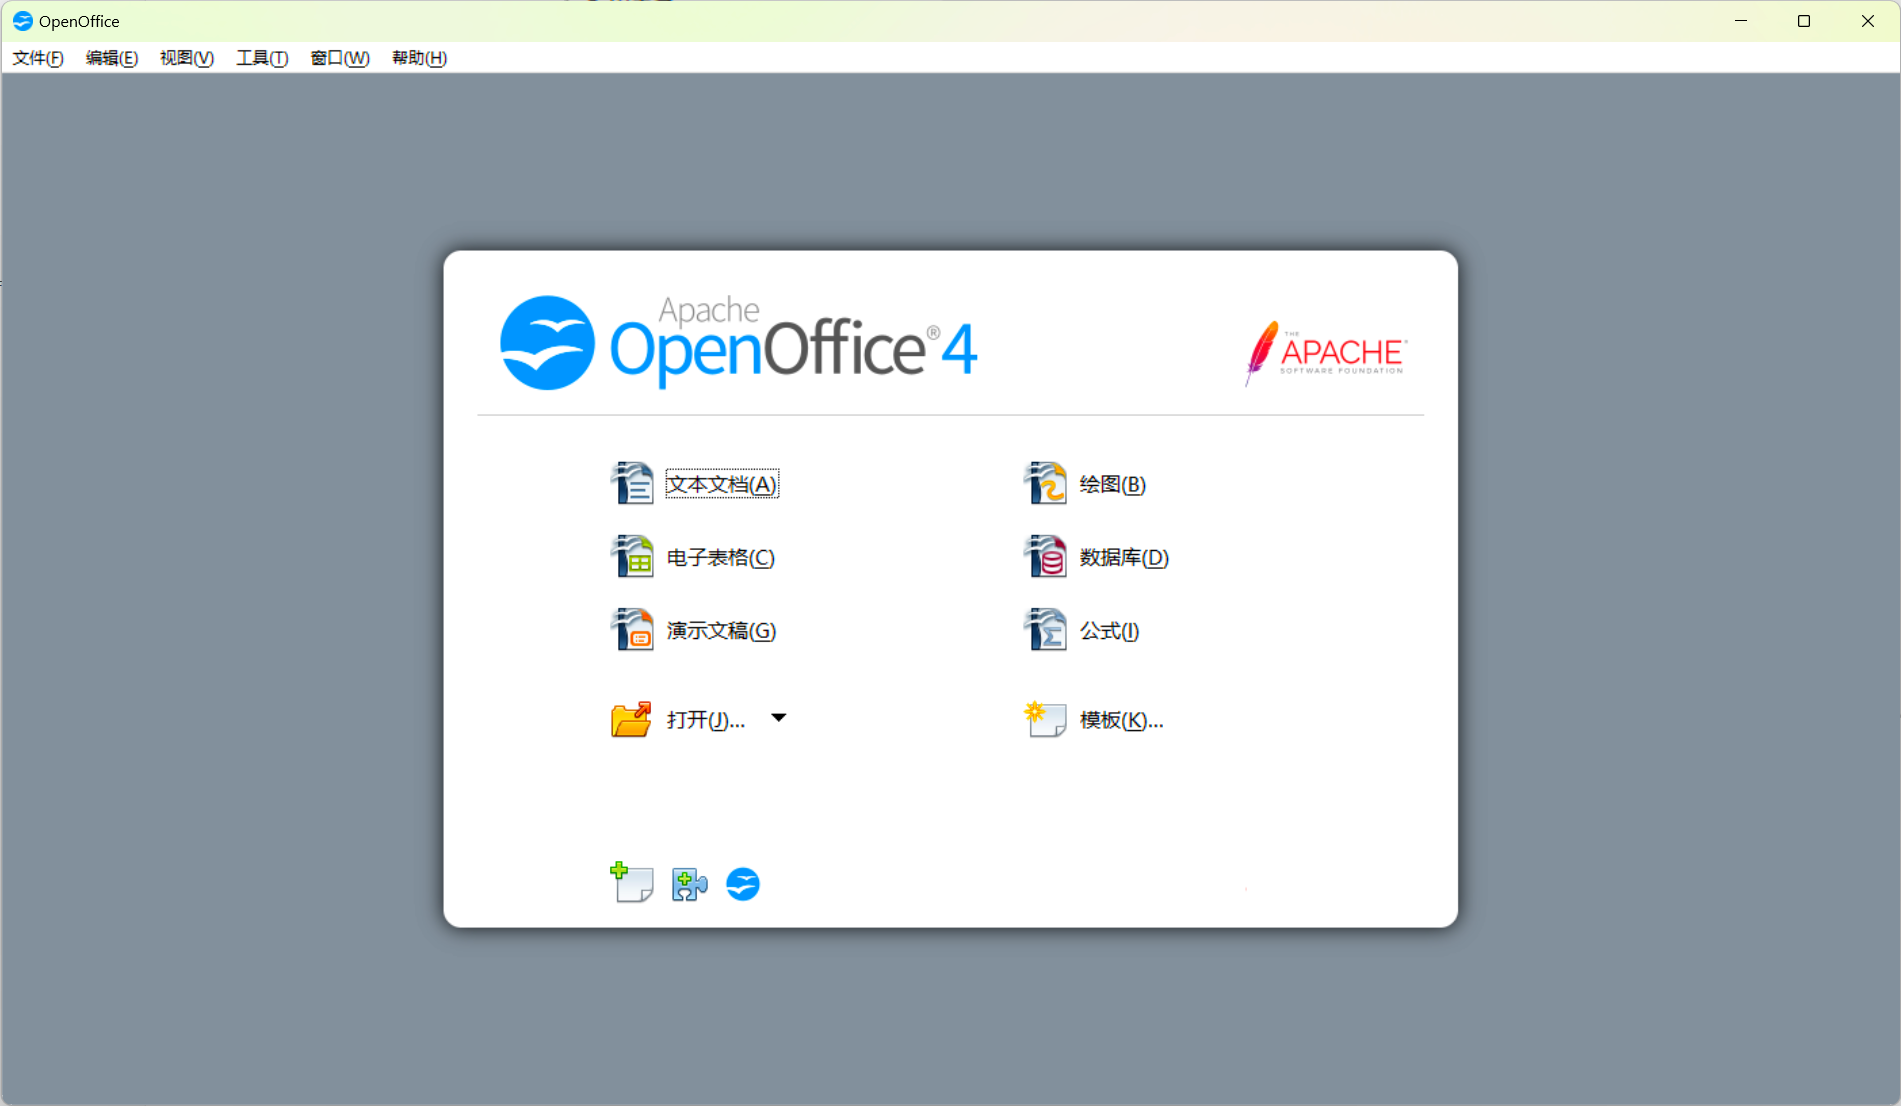 OpenOffice
文件(F) 编辑(E) 视图(V) 工具(T) 窗口(W) 帮助(H)
Apache
OpenOffice®4
THE
APACHE
SOFTWARE FOUNDATION
文本文档(A)
绘图(B)
电子表格(C)
数据库(D)
演示文稿(G)
公式(I)
打开(J)...
模板(K)...